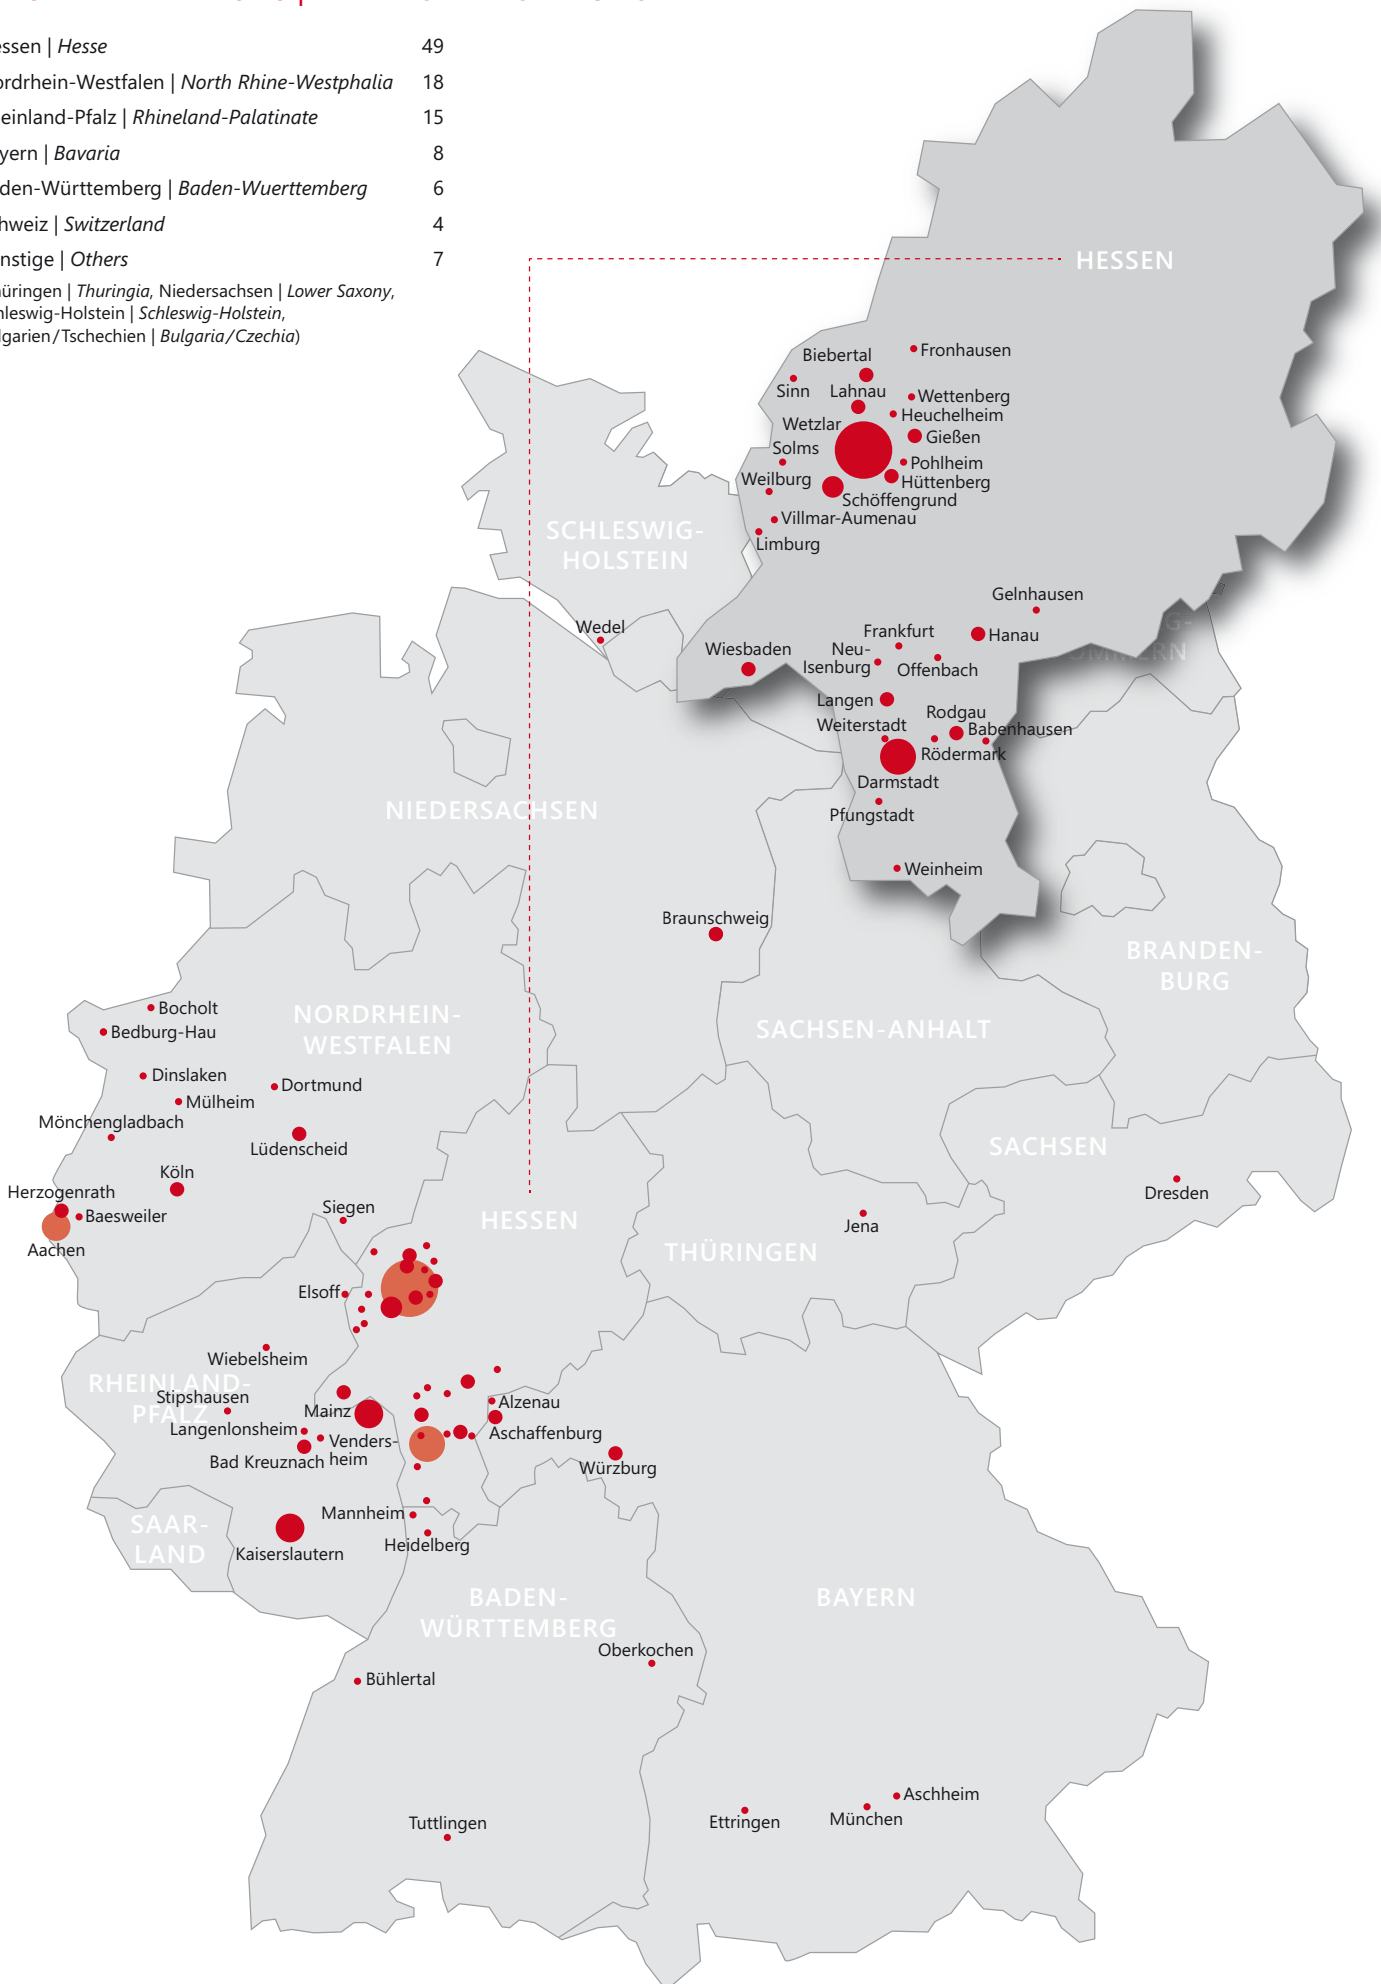 essen | Hesse 49
ordrhein-Westfalen | North Rhine-Westphalia 18
einland-Pfalz | Rhineland-Palatinate 15
yern | Bavaria 8
den-Württemberg | Baden-Wuerttemberg 6
hweiz | Switzerland 4
nstige | Others 7
üringen | Thuringia, Niedersachsen | Lower Saxony,
hleswig-Holstein | Schleswig-Holstein,
lgarien/Tschechien | Bulgaria/Czechia)
HESSEN
Fronhausen
Biebertal
Sinn
Lahnau
Wettenberg
Heuchelheim
Wetzlar
Gießen
Solms
Pohlheim
Weilburg
Hüttenberg
Schöffengrund
Villmar-Aumenau
Limburg
SCHLESWIG-
HOLSTEIN
Gelnhausen
Wedel
Frankfurt
Hanau
Wiesbaden
Neu-
Isenburg
Offenbach
Langen
Rodgau
Weiterstadt
Babenhausen
Rödermark
Darmstadt
Pfungstadt
NIEDERSACHSEN
Weinheim
Braunschweig
BRANDEN-
BURG
Bocholt
NORDRHEIN-
WESTFALEN
Bedburg-Hau
SACHSEN-ANHALT
Dinslaken
Dortmund
Mülheim
Mönchengladbach
Lüdenscheid
SACHSEN
Köln
Herzogenrath
Baesweiler
Aachen
Siegen
HESSEN
Dresden
Jena
THÜRINGEN
Elsoff
Wiebelsheim
RHEINLAND-
PFALZ
Stipshausen
Mainz
Alzenau
Langenlonsheim
Vendersheim
Aschaffenburg
Bad Kreuznach
Würzburg
Mannheim
SAAR-
LAND
Heidelberg
Kaiserslautern
BADEN-
WÜRTTEMBERG
BAYERN
Oberkochen
Bühlertal
Aschheim
Ettringen
München
Tuttlingen